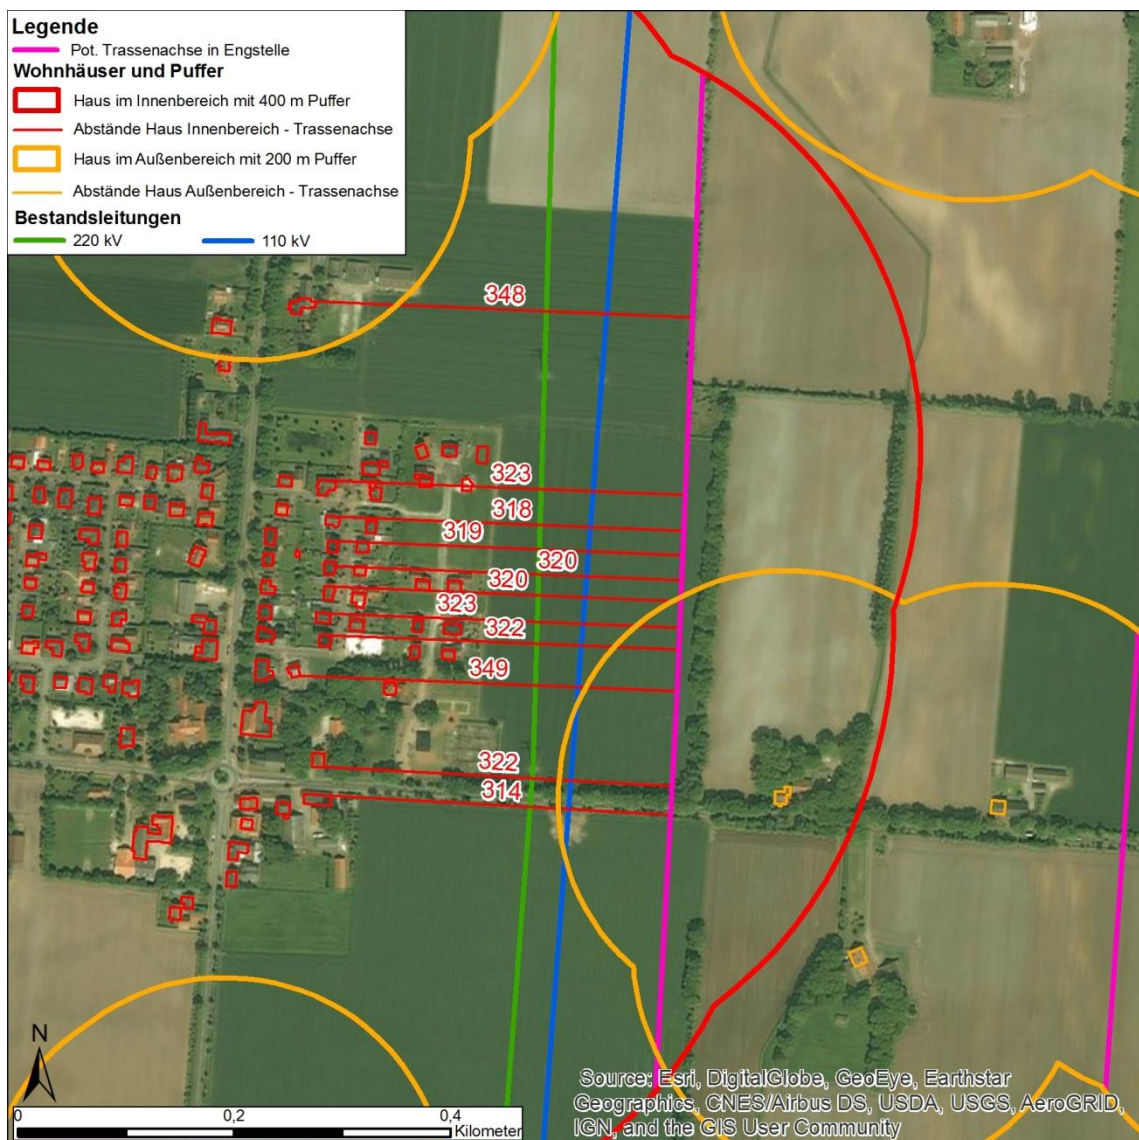 Legende
Pot. Trassenachse in Engstelle
Wohnhäuser und Puffer
Haus im Innenbereich mit 400 m Puffer
Abstände Haus Innenbereich - Trassenachse
Haus im Außenbereich mit 200 m Puffer
Abstände Haus Außenbereich - Trassenachse
Bestandsleitungen
220 kV 110 kV
348
323
318
319
320
320
323
322
349
322
314
N
0 0,2 0,4
Kilometer
Source: Esri, DigitalGlobe, GeoEye, Earthstar
Geographics, CNES/Airbus DS, USDA, USGS, AeroGRID,
IGN, and the GIS User Community